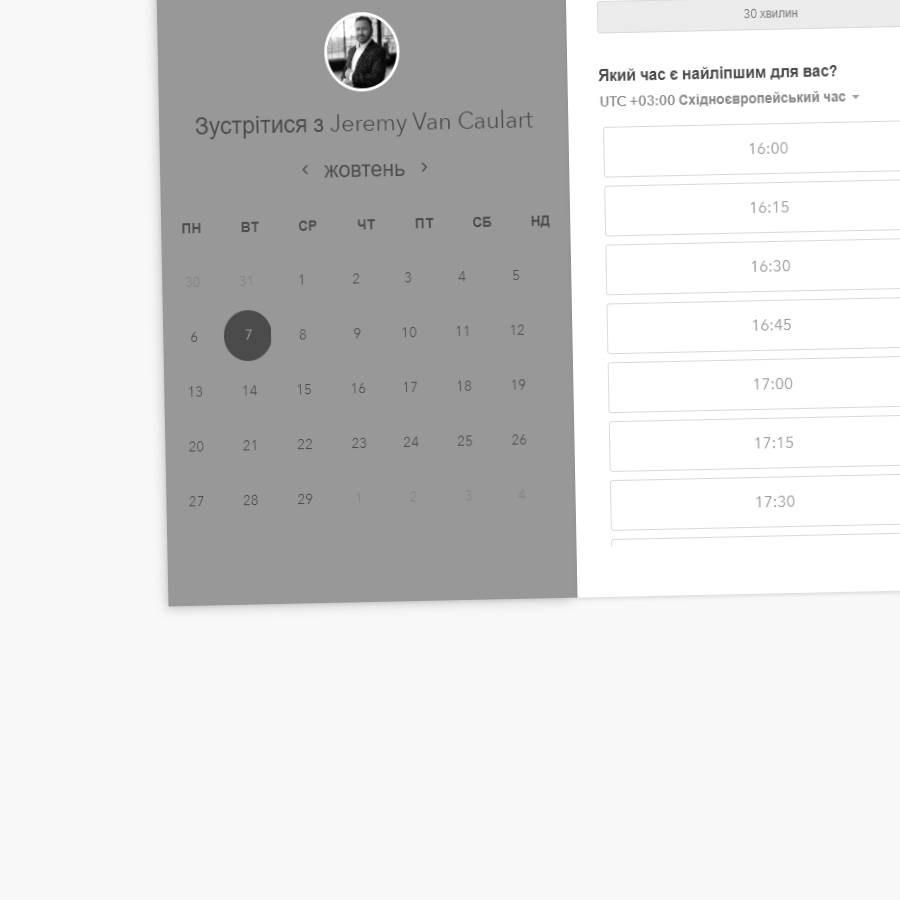 Зустрітися з Jeremy Van Caulart
жовтень
ПН ВТ СР ЧТ ПТ СБ НД
30 31 1 2 3 4 5
6 7 8 9 10 11 12
13 14 15 16 17 18 19
20 21 22 23 24 25 26
27 28 29 1 2 3 4
30 хвилин
Який час є найліпшим для вас?
UTC +03:00 Східноєвропейський час
16:00
16:15
16:30
16:45
17:00
17:15
17:30